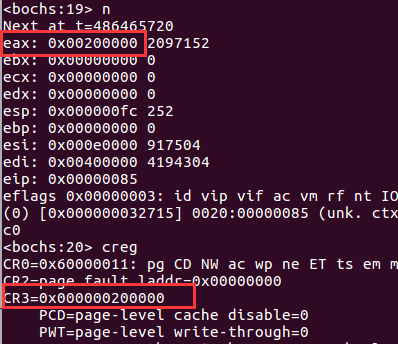 <bochs:19> n
Next at t=486465720
eax: 0x00200000 2097152
ebx: 0x00000000 0
ecx: 0x00000000 0
edx: 0x00000000 0
esp: 0x000000fc 252
ebp: 0x00000000 0
esi: 0x000e0000 917504
edi: 0x00400000 4194304
eip: 0x00000085
eflags 0x00000003: id vip vif ac vm rf nt IO
(0) [0x000000032715] 0020:00000085 (unk. ctx
c0
<bochs:20> creg
CR0=0x60000011: pg CD NW ac wp ne ET ts em m
CR2=page fault laddr=0x00000000
CR3=0x000000200000
PCD=page-level cache disable=0
PWT=page-level write-through=0